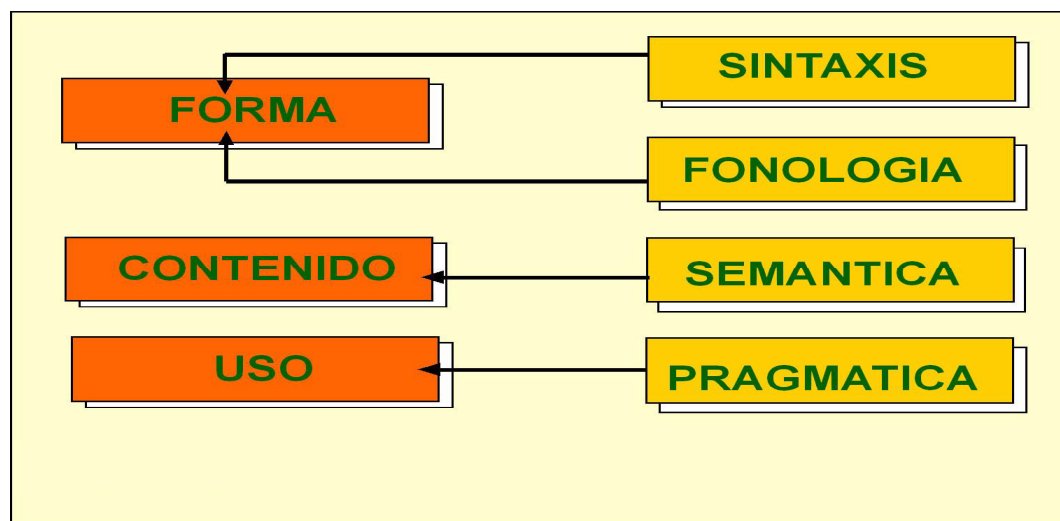 SINTAXIS
FORMA
FONOLOGIA
CONTENIDO
SEMANTICA
USO
PRAGMATICA